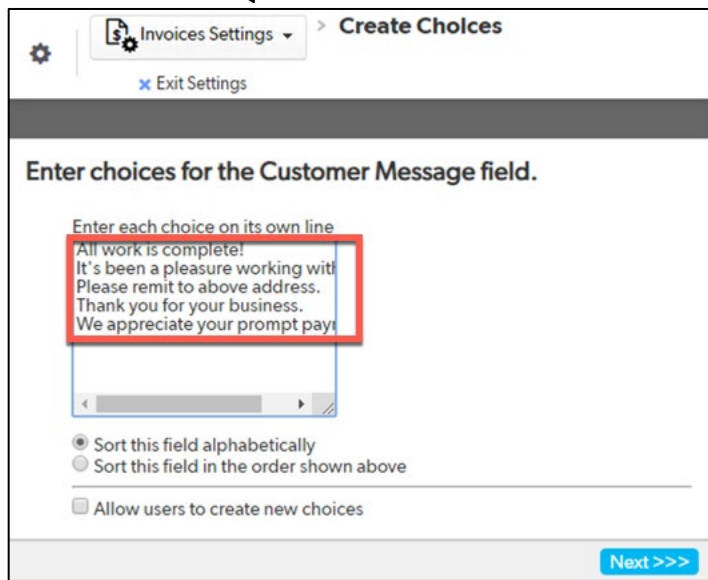 Invoices Settings > Create Choices
× Exit Settings
Enter choices for the Customer Message field.
Enter each choice on its own line
All work is complete!
It's been a pleasure working with
Please remit to above address.
Thank you for your business.
We appreciate your prompt
Sort this field alphabetically
Sort this field in the order shown above
Allow users to create new choices
Next >>>